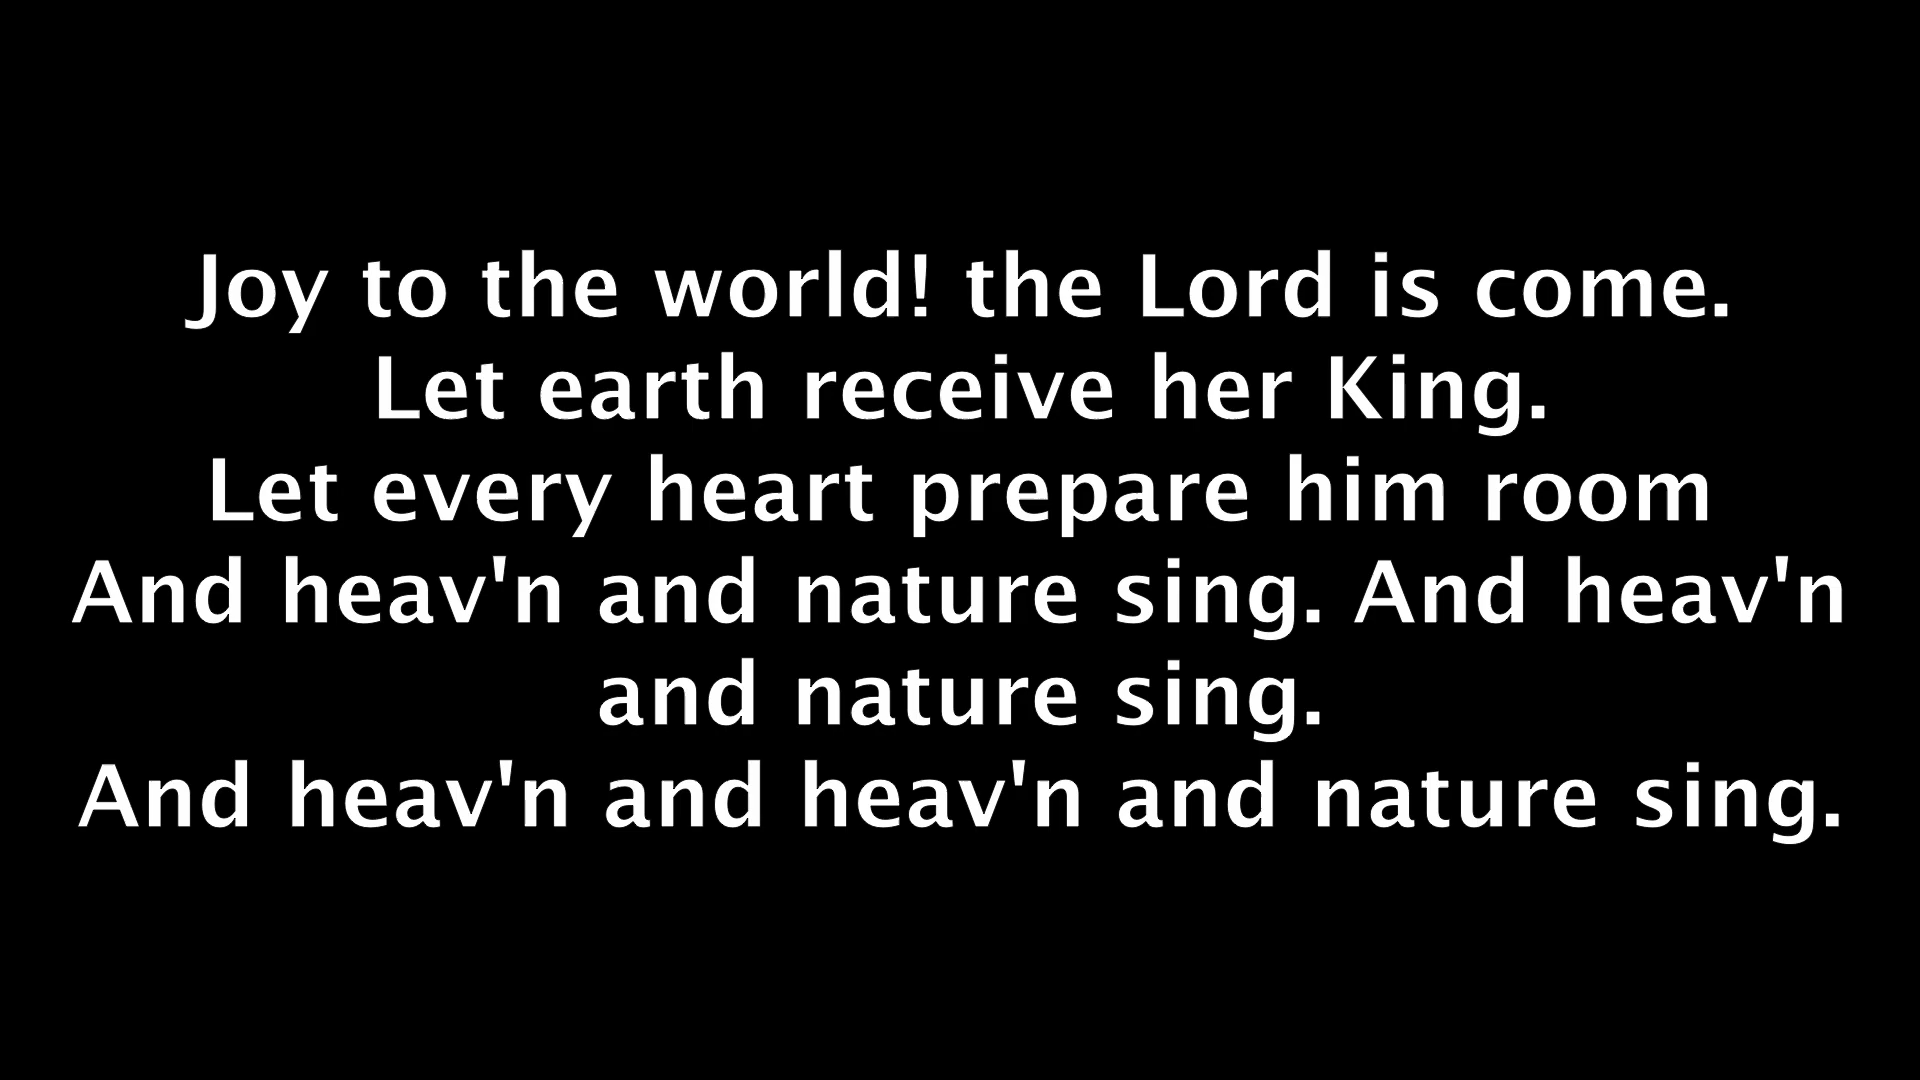 Joy to the world! the Lord is come.
Let earth receive her King.
Let every heart prepare him room
And heav'n and nature sing. And heav'n
and nature sing.
And heav'n and heav'n and nature sing.